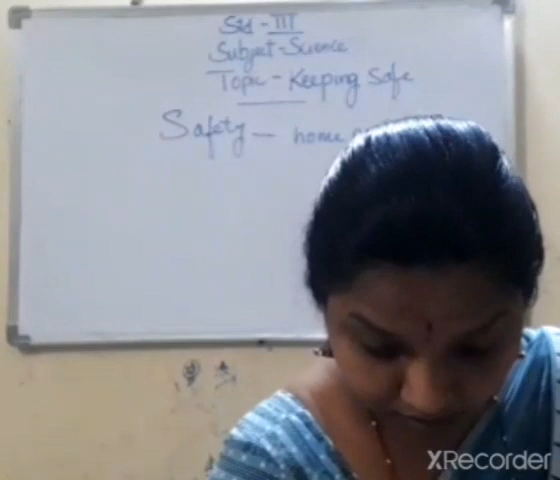 Std - III
Subject - Science
Topic - Keeping Safe
Safety - home
XRecorder